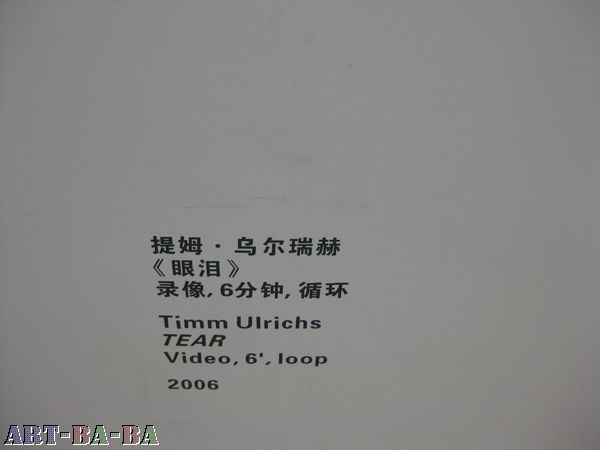 提姆·乌尔瑞赫
《眼泪》
录像, 6分钟, 循环
Timm Ulrichs
TEAR
Video, 6', loop
2006
ART-BA-BA